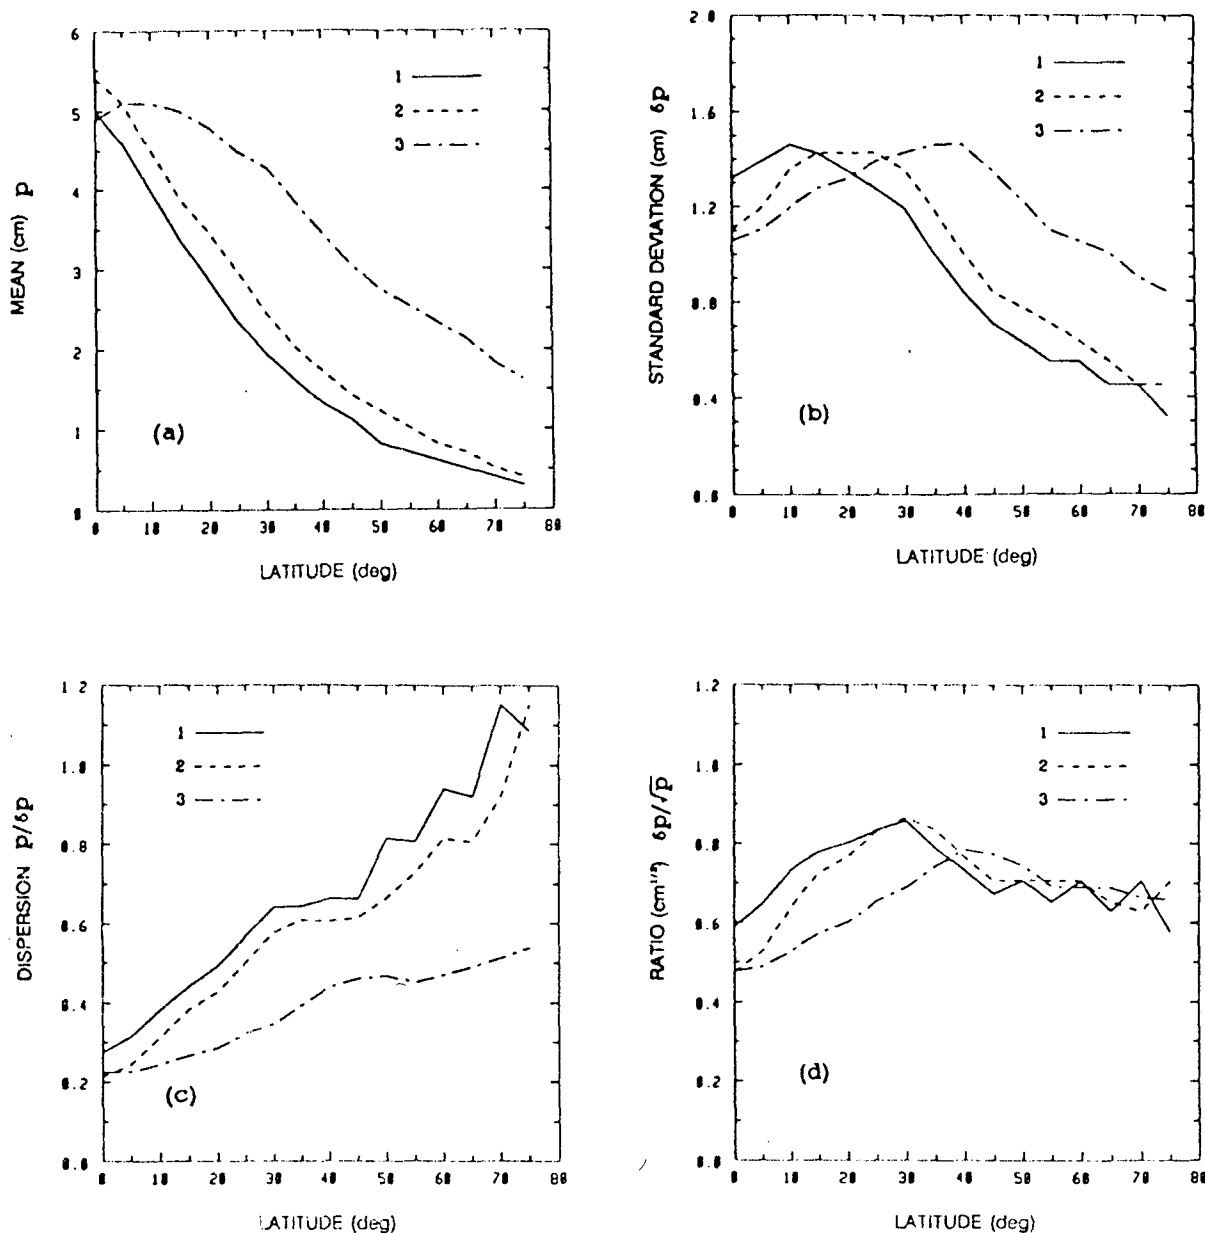 6
5
4
3
2
1
0
MEAN (cm) p
1
2
3
(a)
0 10 20 30 40 50 60 70 80
LATITUDE (deg)
2.0
1.6
1.2
0.8
0.4
0.0
STANDARD DEVIATION (cm) δp
1
2
3
(b)
0 10 20 30 40 50 60 70 80
LATITUDE (deg)
1.2
1.0
0.8
0.6
0.4
0.2
0.0
DISPERSION p/δp
1
2
3
(c)
0 10 20 30 40 50 60 70 80
LATITUDE (deg)
1.2
1.0
0.8
0.6
0.4
0.2
0.0
RATIO (cm¹ᐟ²) δp/√p
1
2
3
(d)
0 10 20 30 40 50 60 70 80
LATITUDE (deg)